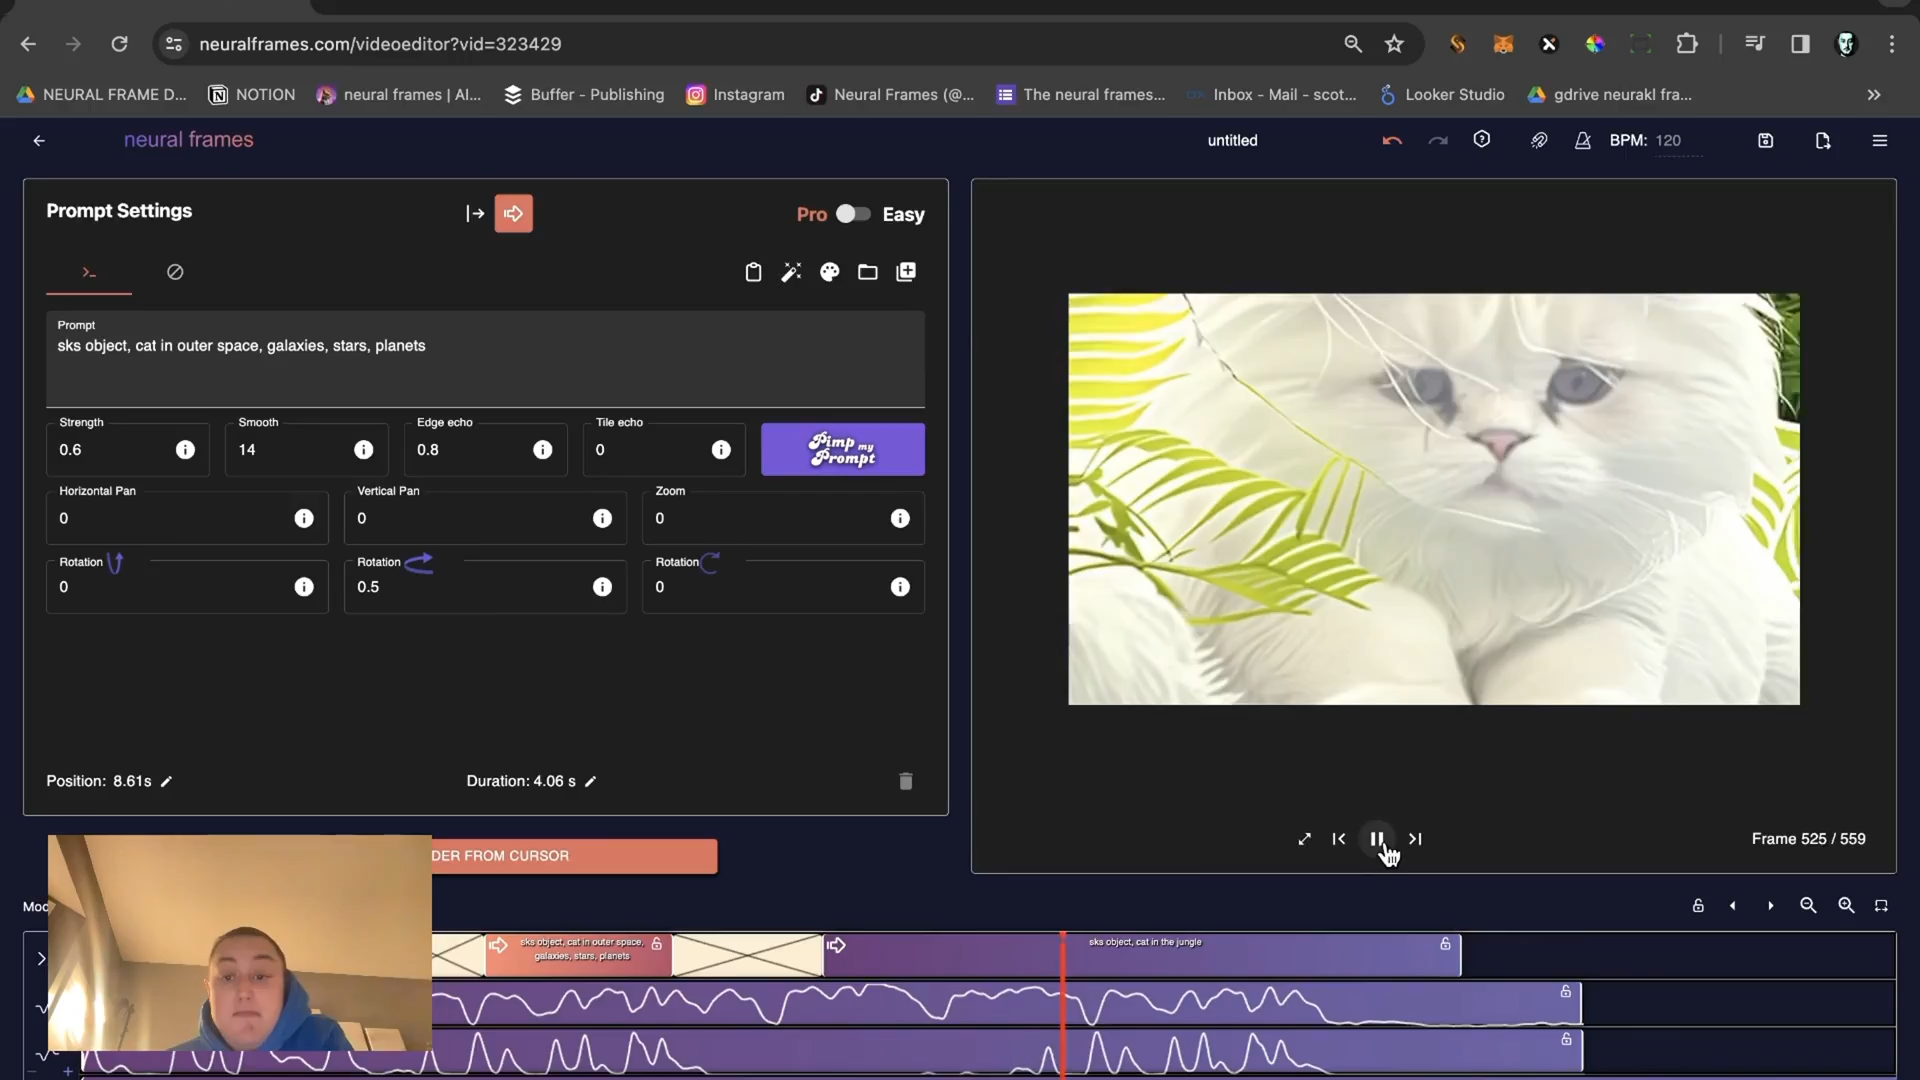 neuralframes.com/videoeditor?vid=323429
NEURAL FRAME D... NOTION neural frames | AI... Buffer - Publishing Instagram Neural Frames (@... The neural frames... Inbox - Mail - scot... Looker Studio gdrive neurakl fra...
neural frames untitled BPM: 120
Prompt Settings Pro Easy
Prompt
sks object, cat in outer space, galaxies, stars, planets
Strength Smooth Edge echo Tile echo
0.6 14 0.8 0 Pimp my Prompt
Horizontal Pan Vertical Pan Zoom
0 0 0
Rotation Rotation Rotation
0 0.5 0
Position: 8.61s Duration: 4.06 s
Frame 525 / 559
DER FROM CURSOR
Mod
sks object, cat in outer space, sks object, cat in the jungle
galaxies, stars, planets